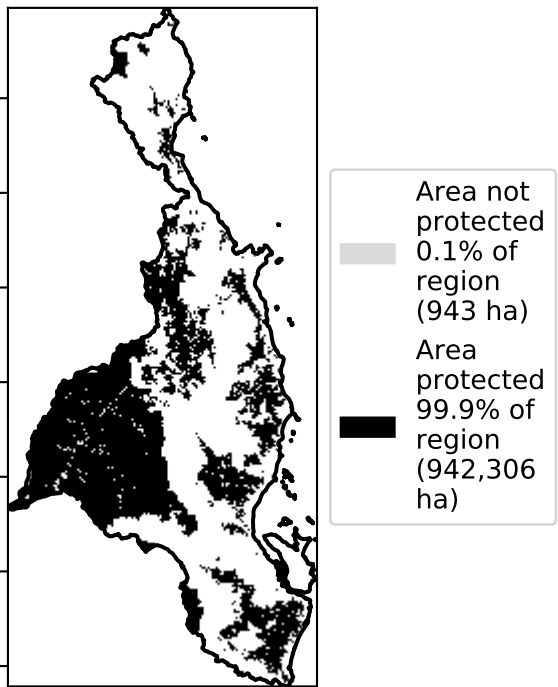 Area not
protected
0.1% of
region
(943 ha)
Area
protected
99.9% of
region
(942,306
ha)